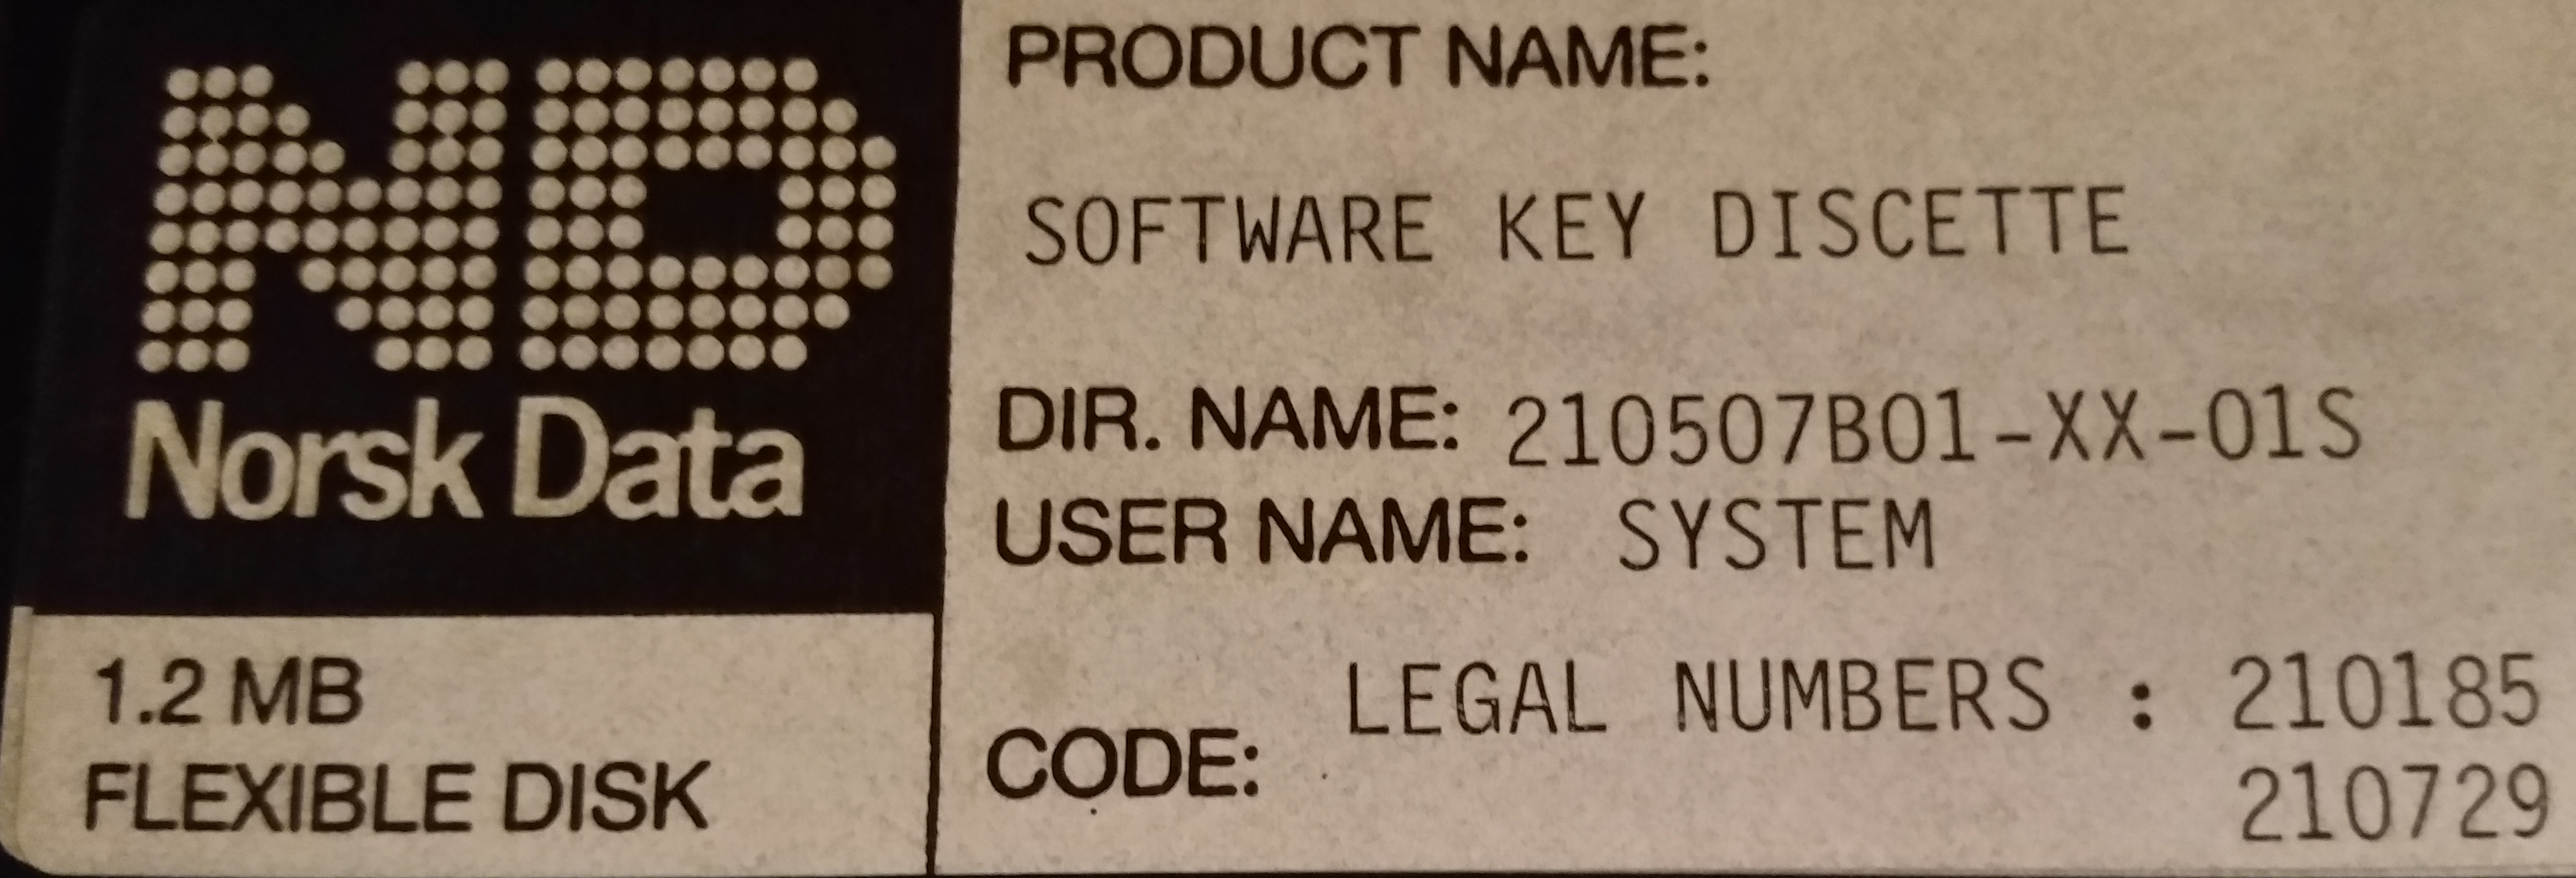 ND
Norsk Data
1.2 MB
FLEXIBLE DISK
PRODUCT NAME:
SOFTWARE KEY DISCETTE
DIR. NAME: 210507B01-XX-01S
USER NAME: SYSTEM
CODE: LEGAL NUMBERS : 210185
210729